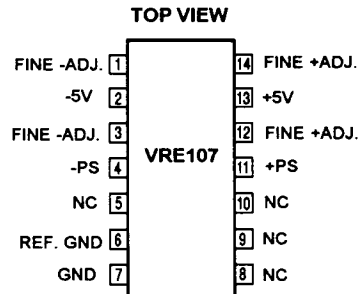 TOP VIEW
FINE -ADJ. 1 14 FINE +ADJ.
-5V 2 13 +5V
FINE -ADJ. 3 12 FINE +ADJ.
VRE107
-PS 4 11 +PS
NC 5 10 NC
REF. GND 6 9 NC
GND 7 8 NC